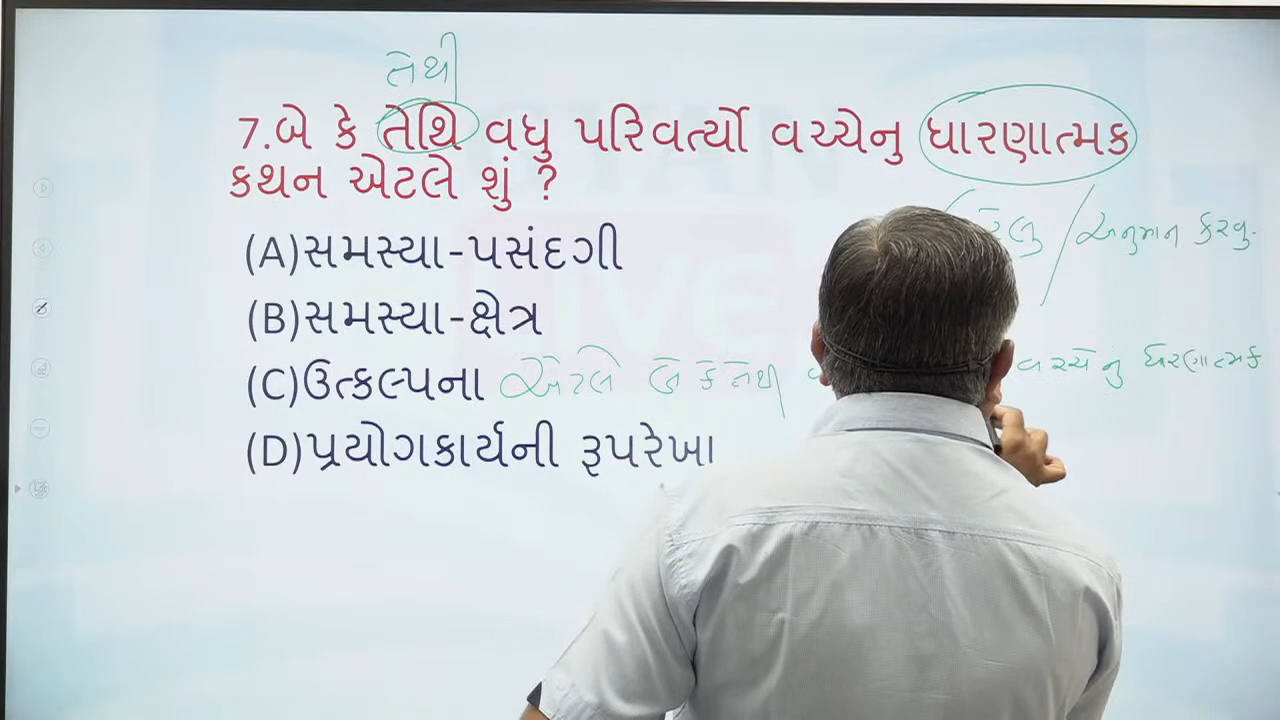 તેથી
7.બે કે તેથિ વધુ પરિવર્ત્યો વચ્ચેનુ ધારણાત્મક
કથન એટલે શું ?
(A)સમસ્યા-પસંદગી
/ અનુમાન કરવુ.
(B)સમસ્યા-ક્ષેત્ર
(C)ઉત્કલ્પના એટલે બે કે તેથી વચ્ચેનું ધારણાત્મક
(D)પ્રયોગકાર્યની રૂપરેખા